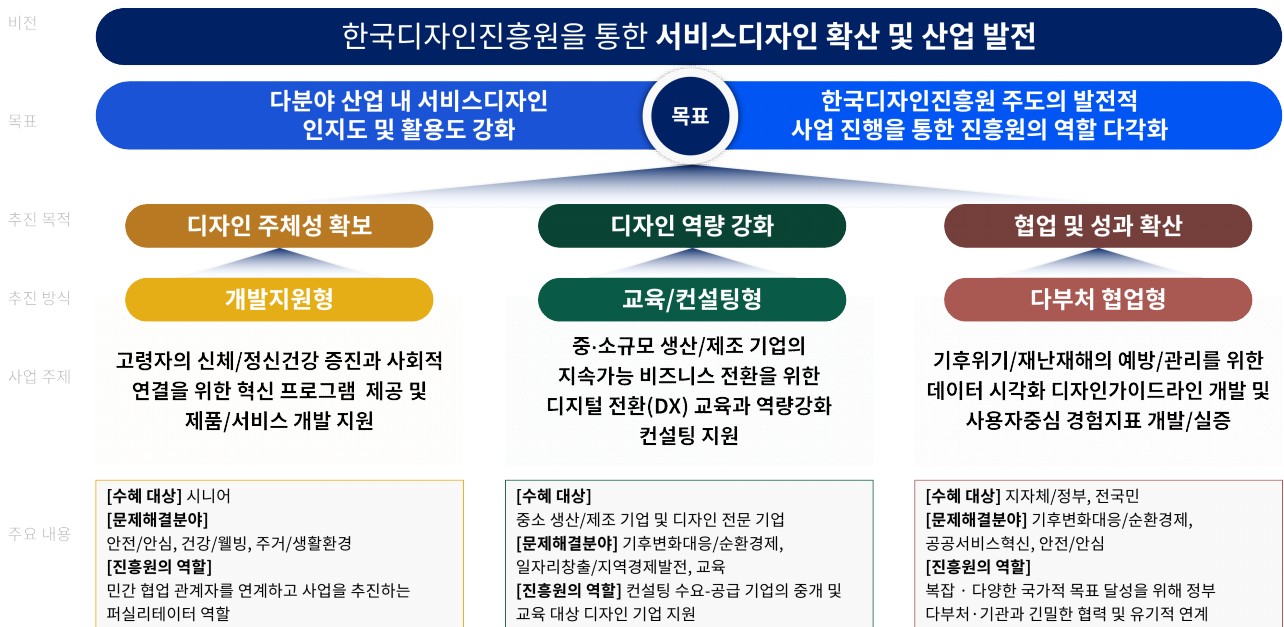 비전
한국디자인진흥원을 통한 서비스디자인 확산 및 산업 발전
목표
다분야 산업 내 서비스디자인
인지도 및 활용도 강화
목표
한국디자인진흥원 주도의 발전적
사업 진행을 통한 진흥원의 역할 다각화
추진 목적
디자인 주체성 확보
디자인 역량 강화
협업 및 성과 확산
추진 방식
개발지원형
교육/컨설팅형
다부처 협업형
사업 주제
고령자의 신체/정신건강 증진과 사회적
연결을 위한 혁신 프로그램 제공 및
제품/서비스 개발 지원
중·소규모 생산/제조 기업의
지속가능 비즈니스 전환을 위한
디지털 전환(DX) 교육과 역량강화
컨설팅 지원
기후위기/재난재해의 예방/관리를 위한
데이터 시각화 디자인가이드라인 개발 및
사용자중심 경험지표 개발/실증
주요 내용
[수혜 대상] 시니어
[문제해결분야]
안전/안심, 건강/웰빙, 주거/생활환경
[진흥원의 역할]
민간 협업 관계자를 연계하고 사업을 추진하는
퍼실리테이터 역할
[수혜 대상]
중소 생산/제조 기업 및 디자인 전문 기업
[문제해결분야] 기후변화대응/순환경제,
일자리창출/지역경제발전, 교육
[진흥원의 역할] 컨설팅 수요-공급 기업의 중개 및
교육 대상 디자인 기업 지원
[수혜 대상] 지자체/정부, 전국민
[문제해결분야] 기후변화대응/순환경제,
공공서비스혁신, 안전/안심
[진흥원의 역할]
복잡 · 다양한 국가적 목표 달성을 위해 정부
다부처·기관과 긴밀한 협력 및 유기적 연계